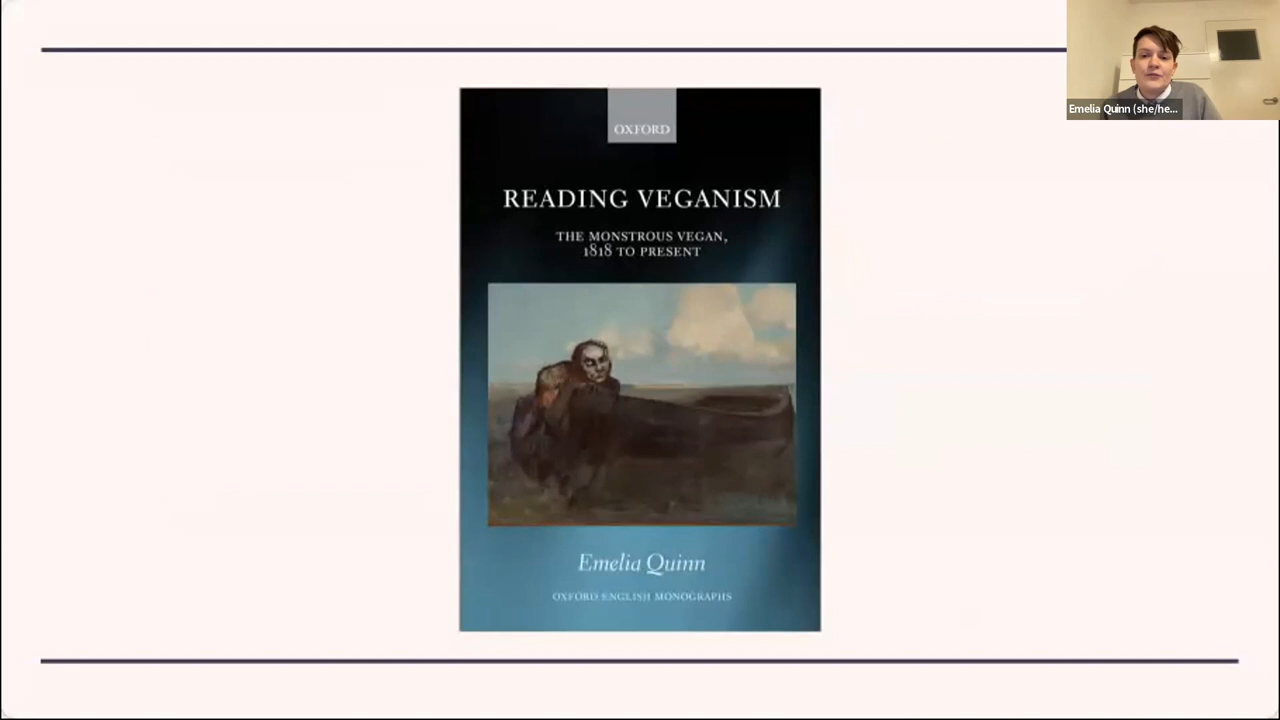 Emelia Quinn (she/he...
OXFORD
READING VEGANISM
THE MONSTROUS VEGAN,
1818 TO PRESENT
Emelia Quinn
OXFORD ENGLISH MONOGRAPHS